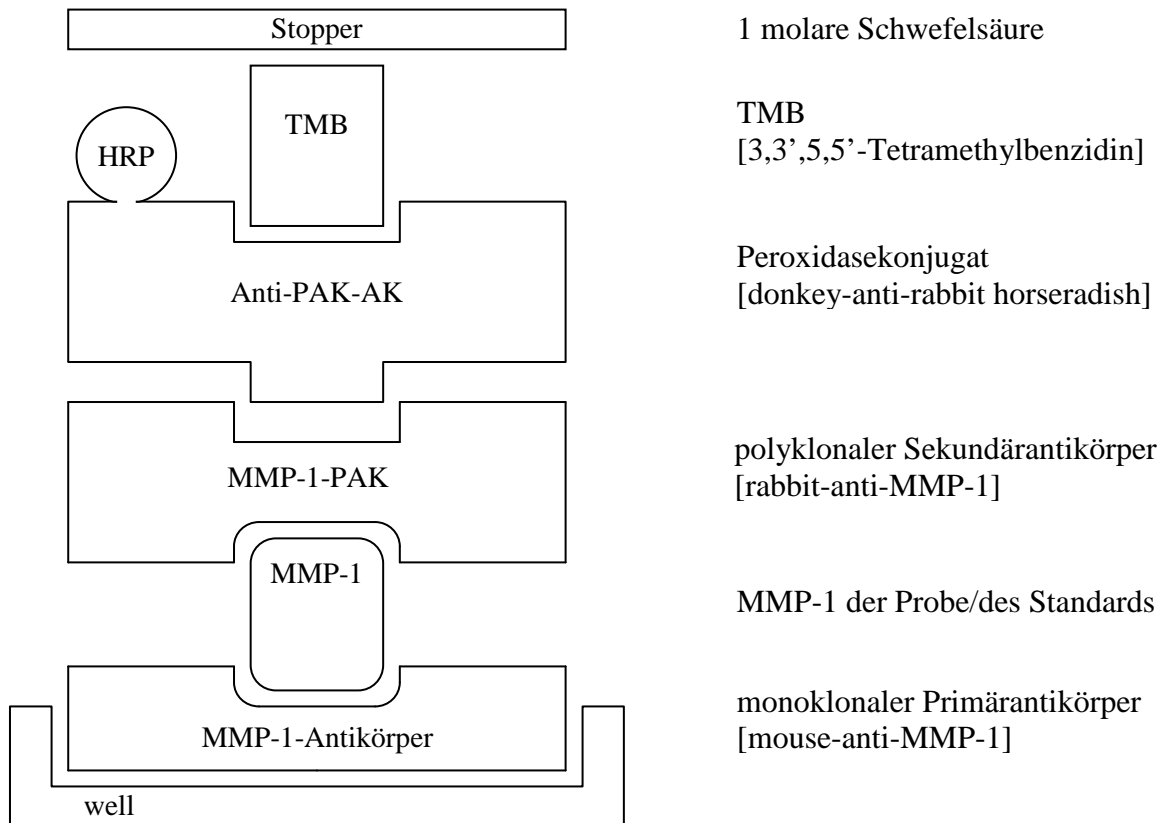 Stopper
1 molare Schwefelsäure
TMB
HRP
TMB
[3,3’,5,5’-Tetramethylbenzidin]
Anti-PAK-AK
Peroxidasekonjugat
[donkey-anti-rabbit horseradish]
MMP-1-PAK
polyklonaler Sekundärantikörper
[rabbit-anti-MMP-1]
MMP-1
MMP-1 der Probe/des Standards
MMP-1-Antikörper
monoklonaler Primärantikörper
[mouse-anti-MMP-1]
well